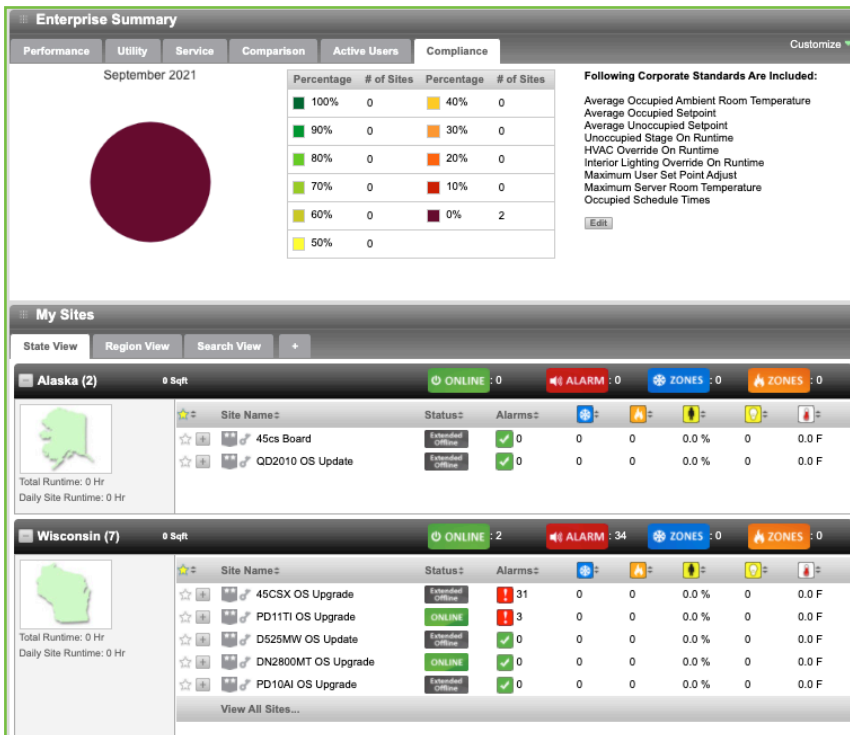 Enterprise Summary
Performance Utility Service Comparison Active Users Compliance Customize
September 2021
Percentage # of Sites Percentage # of Sites
100% 0 40% 0
90% 0 30% 0
80% 0 20% 0
70% 0 10% 0
60% 0 0% 2
50% 0
Following Corporate Standards Are Included:
Average Occupied Ambient Room Temperature
Average Occupied Setpoint
Average Unoccupied Setpoint
Unoccupied Stage On Runtime
HVAC Override On Runtime
Interior Lighting Override On Runtime
Maximum User Set Point Adjust
Maximum Server Room Temperature
Occupied Schedule Times
Edit
My Sites
State View Region View Search View +
Alaska (2) 0 Sqft ONLINE : 0 ALARM : 0 ZONES : 0 ZONES : 0
Site Name Status Alarms
45cs Board Extended Offline 0 0 0 0.0 % 0 0.0 F
QD2010 OS Update Extended Offline 0 0 0 0.0 % 0 0.0 F
Total Runtime: 0 Hr
Daily Site Runtime: 0 Hr
Wisconsin (7) 0 Sqft ONLINE : 2 ALARM : 34 ZONES : 0 ZONES : 0
Site Name Status Alarms
45CSX OS Upgrade Extended Offline 31 0 0 0.0 % 0 0.0 F
PD11TI OS Upgrade ONLINE 3 0 0 0.0 % 0 0.0 F
D525MW OS Update Extended Offline 0 0 0 0.0 % 0 0.0 F
DN2800MT OS Upgrade ONLINE 0 0 0 0.0 % 0 0.0 F
PD10AI OS Upgrade Extended Offline 0 0 0 0.0 % 0 0.0 F
Total Runtime: 0 Hr
Daily Site Runtime: 0 Hr
View All Sites...